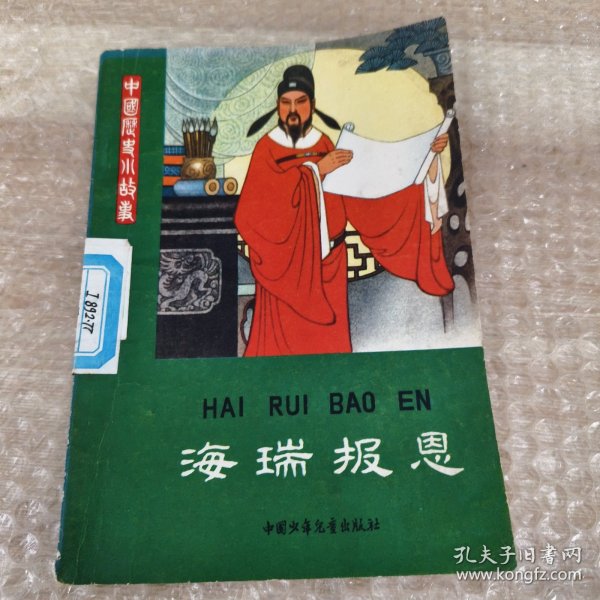 中國歷史小故事
I892.77
HAI RUI BAO EN
海瑞报恩
中国少年儿童出版社
孔夫子旧书网
www.kongfz.com